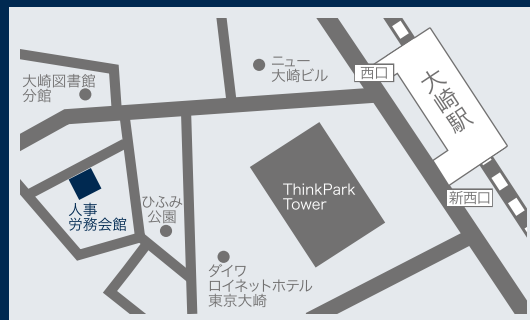 ニュー
大崎ビル
西口
大崎駅
大崎図書館
分館
ThinkPark
Tower
新西口
ひふみ
公園
人事
労務会館
ダイワ
ロイネットホテル
東京大崎